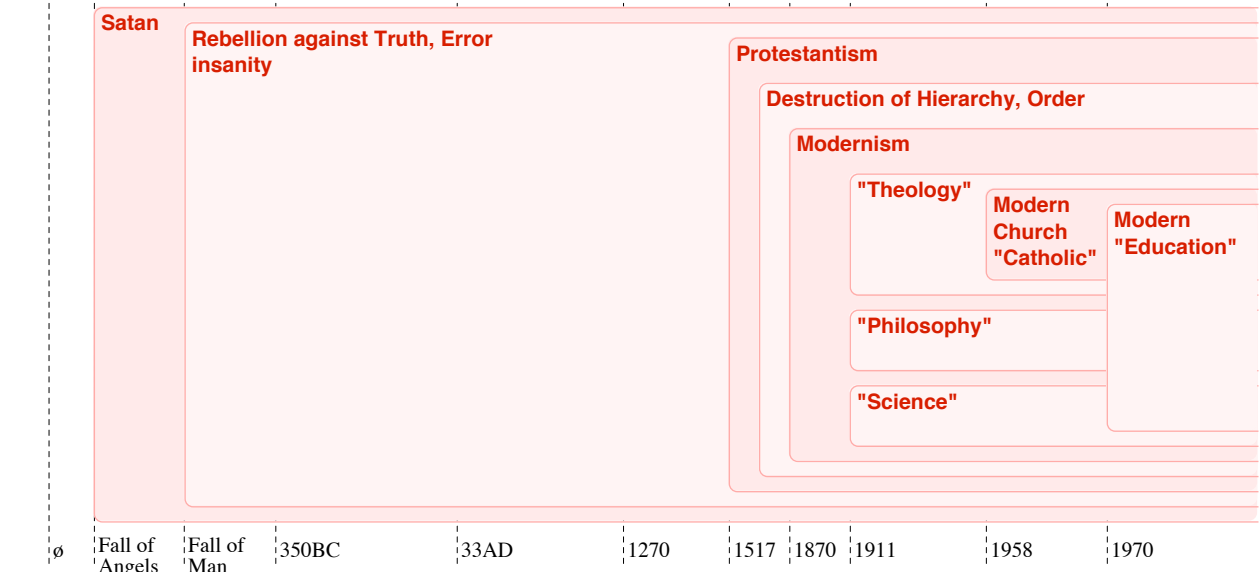 Satan
Rebellion against Truth, Error
insanity
Protestantism
Destruction of Hierarchy, Order
Modernism
"Theology"
Modern
Church
"Catholic"
Modern
"Education"
"Philosophy"
"Science"
ø
Fall of
Angels
Fall of
Man
350BC
33AD
1270
1517
1870
1911
1958
1970